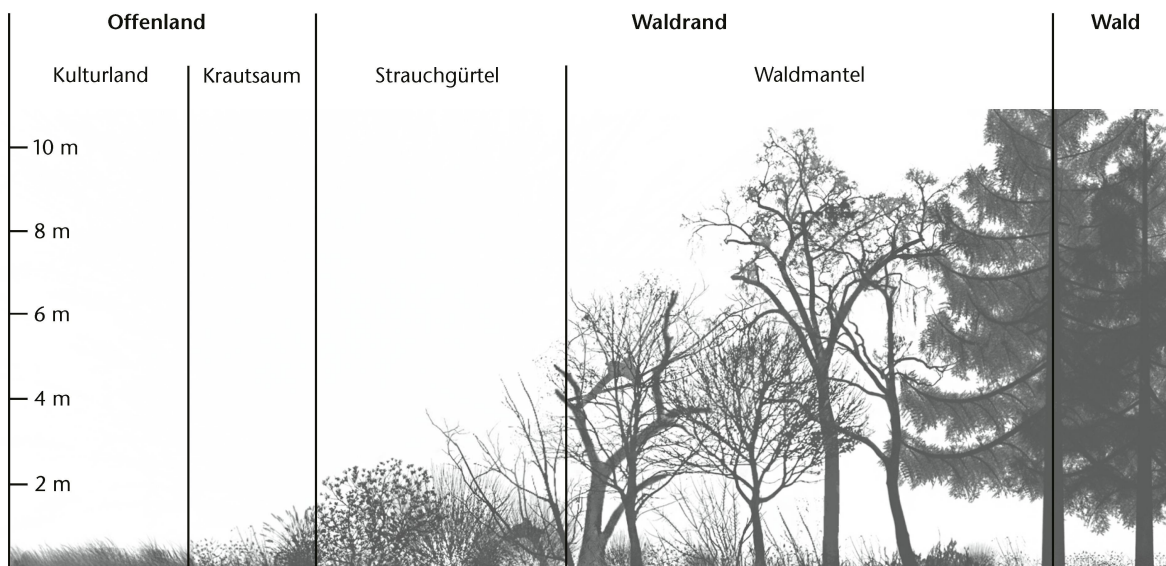 Offenland
Waldrand
Wald
Kulturland
Krautsaum
Strauchgürtel
Waldmantel
10 m
8 m
6 m
4 m
2 m